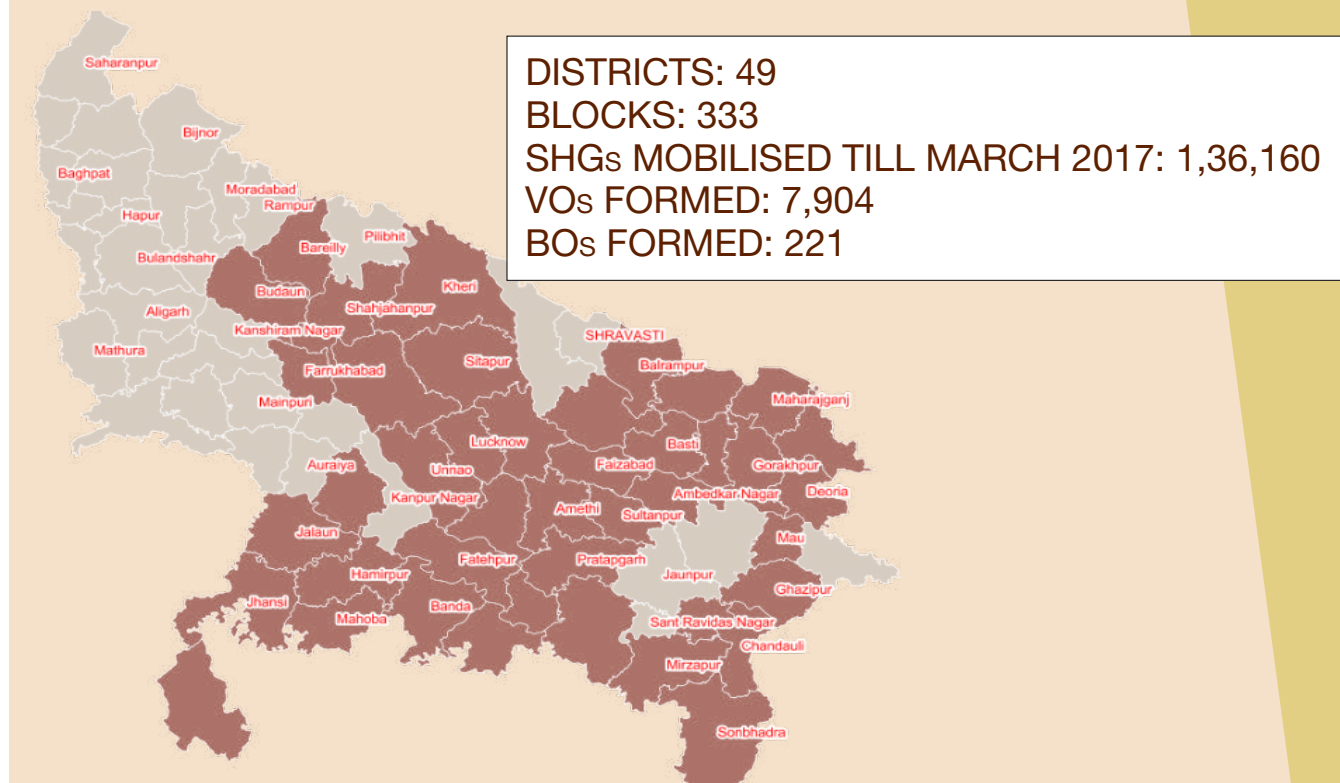 DISTRICTS: 49
BLOCKS: 333
SHGs MOBILISED TILL MARCH 2017: 1,36,160
VOs FORMED: 7,904
BOs FORMED: 221
Saharanpur
Bijnor
Baghpat
Moradabad
Rampur
Hapur
Bareilly
Pilibhit
Bulandshahr
Budaun
Kheri
Aligarh
Shahjahanpur
Kanshiram Nagar
SHRAVASTI
Mathura
Farrukhabad
Sitapur
Balrampur
Mainpuri
Maharajganj
Lucknow
Basti
Auraiya
Unnao
Faizabad
Gorakhpur
Kanpur Nagar
Ambedkar Nagar
Deoria
Amethi
Sultanpur
Jalaun
Mau
Fatehpur
Pratapgarh
Hamirpur
Jaunpur
Ghazipur
Jhansi
Banda
Mahoba
Sant Ravidas Nagar
Chandauli
Mirzapur
Sonbhadra